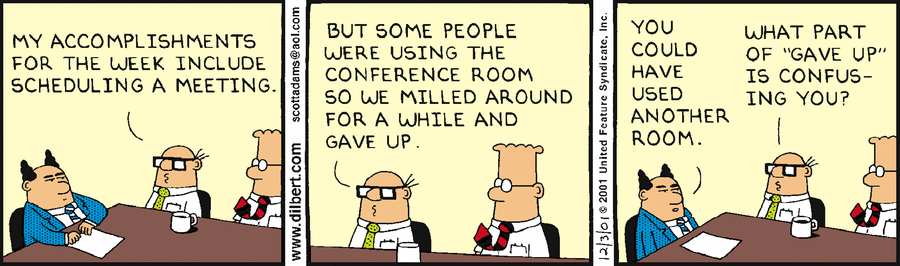 MY ACCOMPLISHMENTS
FOR THE WEEK INCLUDE
SCHEDULING A MEETING.
www.dilbert.com
scottadams@aol.com
BUT SOME PEOPLE
WERE USING THE
CONFERENCE ROOM
SO WE MILLED AROUND
FOR A WHILE AND
GAVE UP.
12/3/01 © 2001 United Feature Syndicate, Inc.
YOU
COULD
HAVE
USED
ANOTHER
ROOM.
WHAT PART
OF "GAVE UP"
IS CONFUS-
ING YOU?